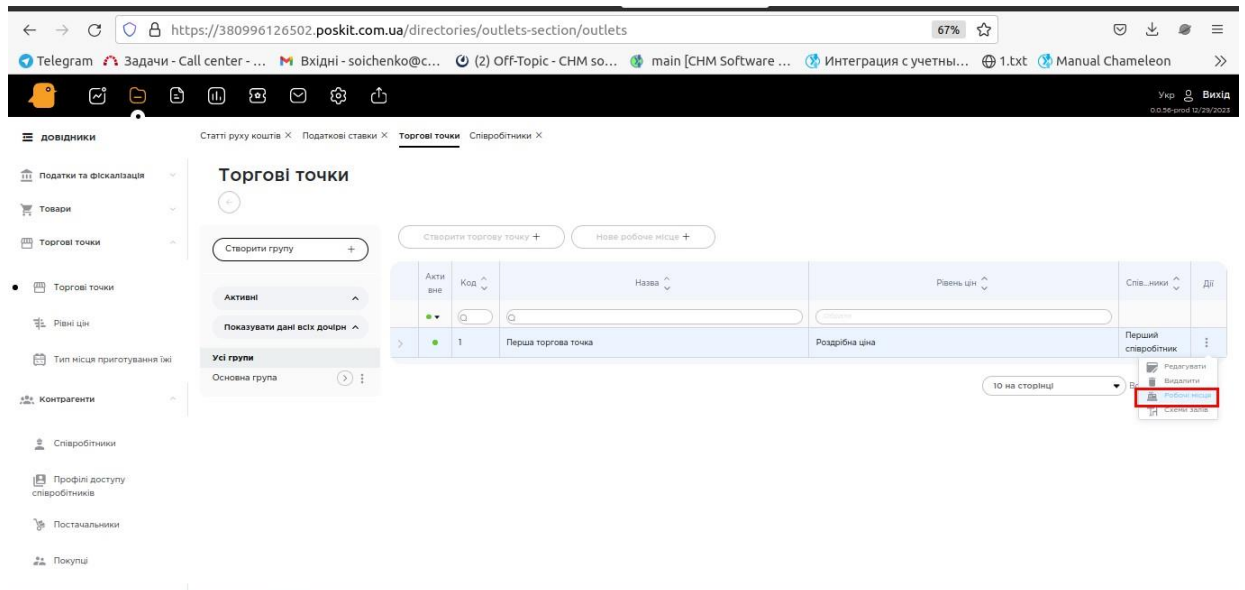 https://380996126502.poskit.com.ua/directories/outlets-section/outlets
67%
Telegram Задачи - Call center - ... Вхідні - soichenko@c... (2) Off-Topic - CHM so... main [CHM Software ... Интеграция с учетны... 1.txt Manual Chameleon
Укр Вихід
0.0.56-prod 12/29/2023
довідники
Статті руху коштів × Податкові ставки × Торгові точки Співробітники ×
Податки та фіскалізація
Товари
Торгові точки
Торгові точки
Рівні цін
Тип місця приготування їжі
Контрагенти
Співробітники
Профілі доступу
співробітників
Постачальники
Покупці
Торгові точки
Створити групу +
Активні
Показувати дані всіх дочірн
Усі групи
Основна група
Створити торгову точку +
Нове робоче місце +
Акти
вне
Код
Назва
Рівень цін
Спів...ники
Дії
1
Перша торгова точка
Роздрібна ціна
Перший
співробітник
Редагувати
Видалити
Робочі місця
Схеми залів
10 на сторінці